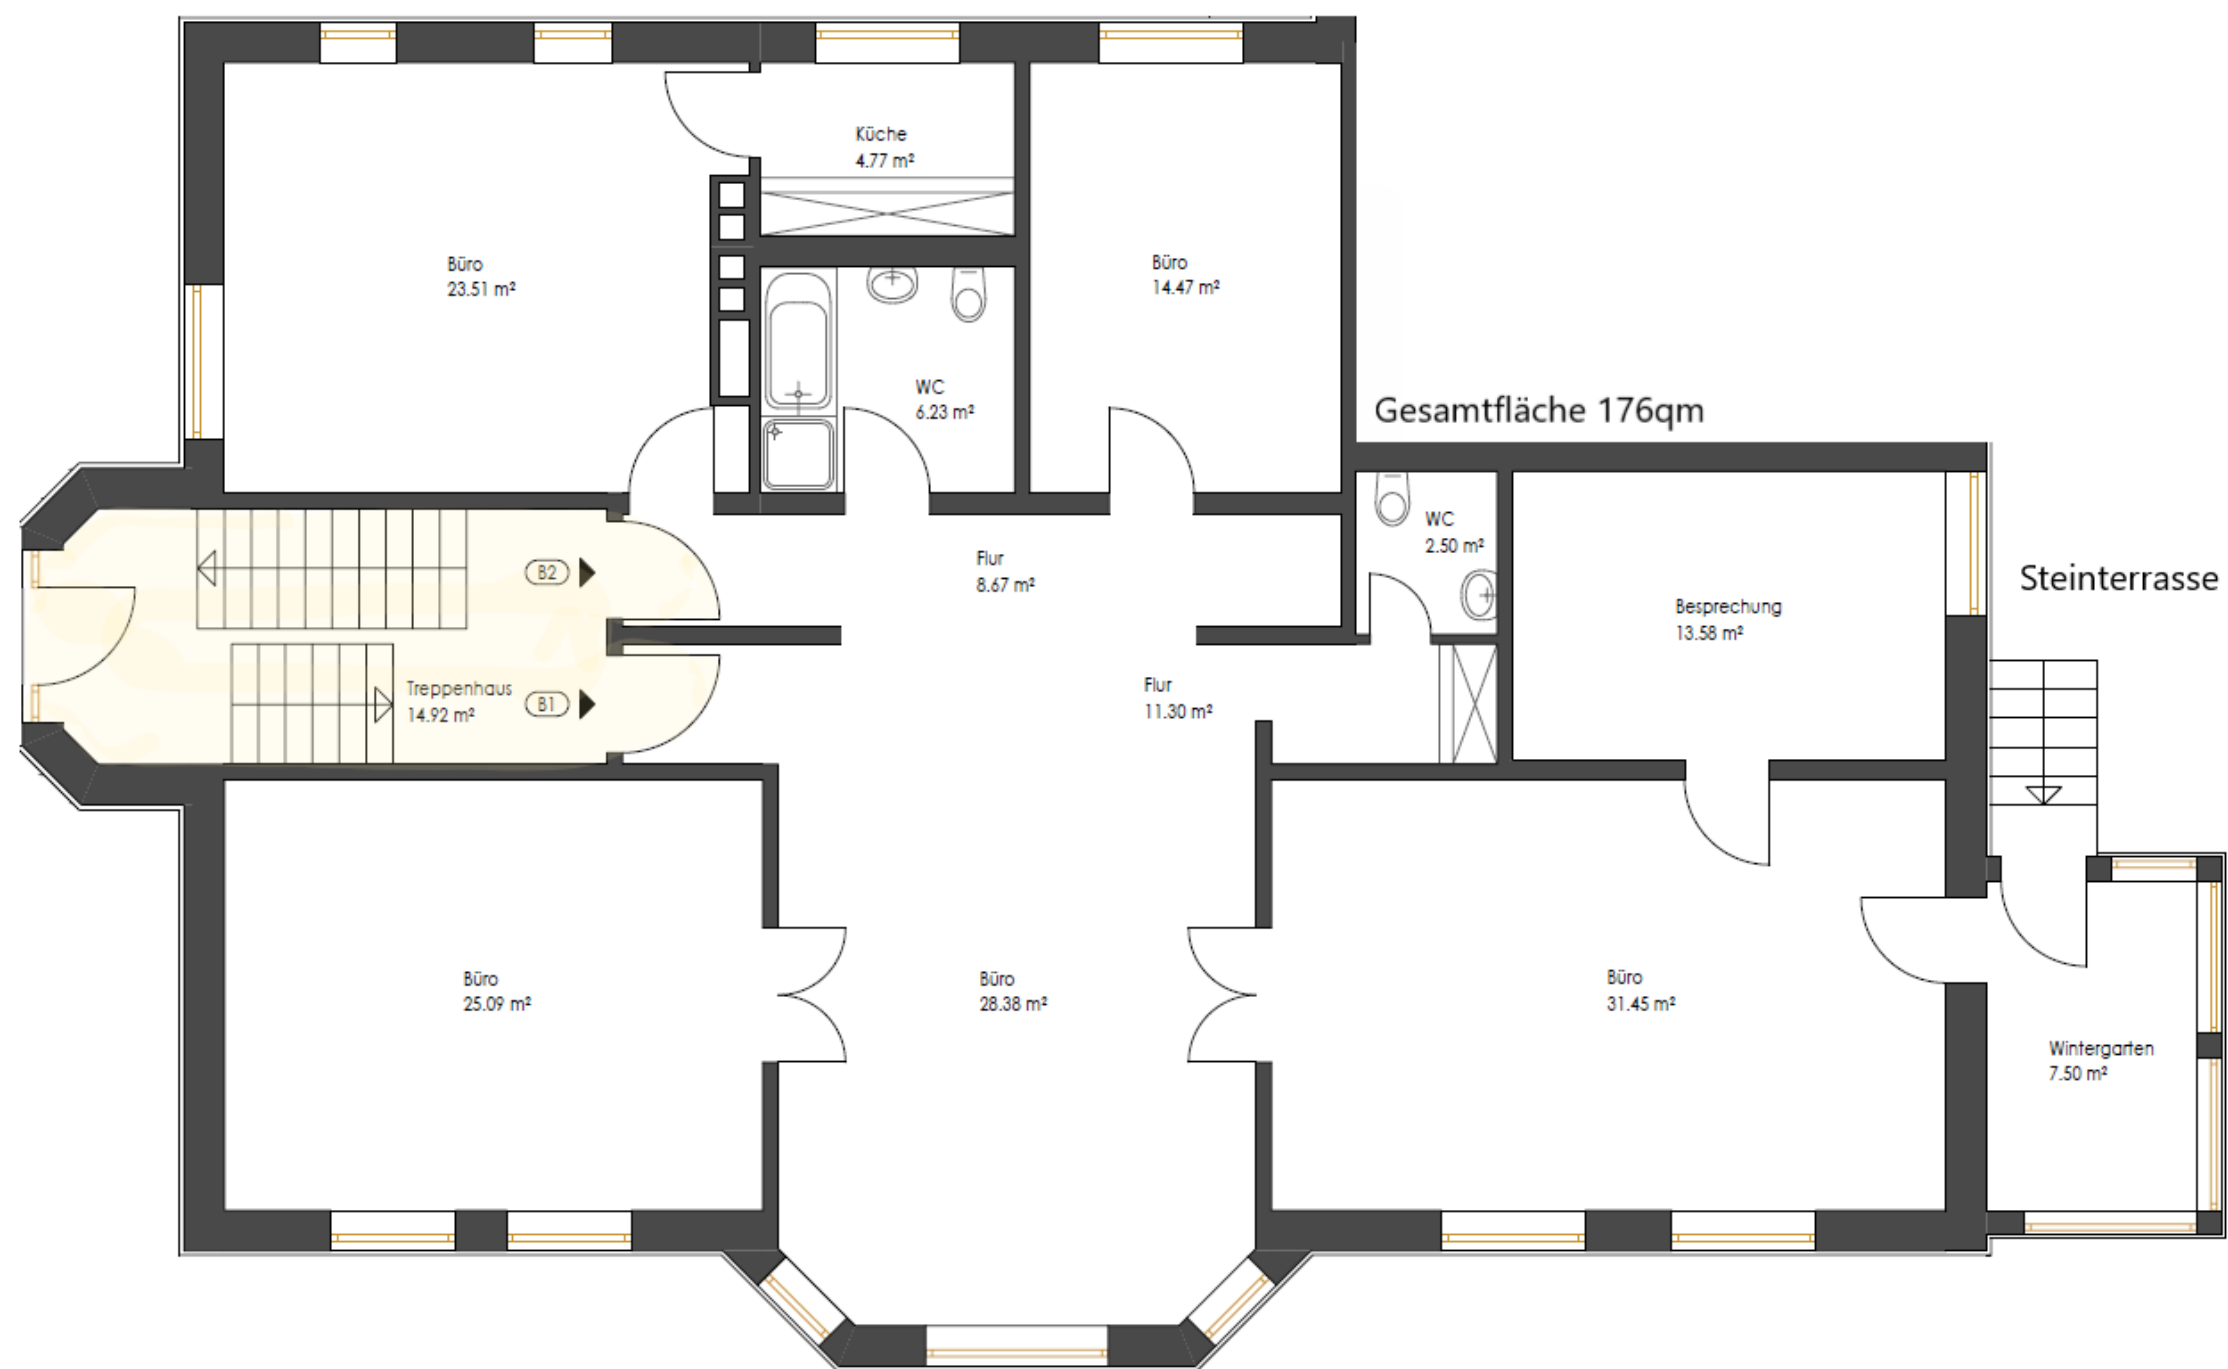 Küche
4.77 m²
Büro
23.51 m²
Büro
14.47 m²
WC
6.23 m²
Gesamtfläche 176qm
WC
2.50 m²
Flur
8.67 m²
B2
Steinterrasse
Besprechung
13.58 m²
Treppenhaus
14.92 m²
B1
Flur
11.30 m²
Büro
25.09 m²
Büro
28.38 m²
Büro
31.45 m²
Wintergarten
7.50 m²